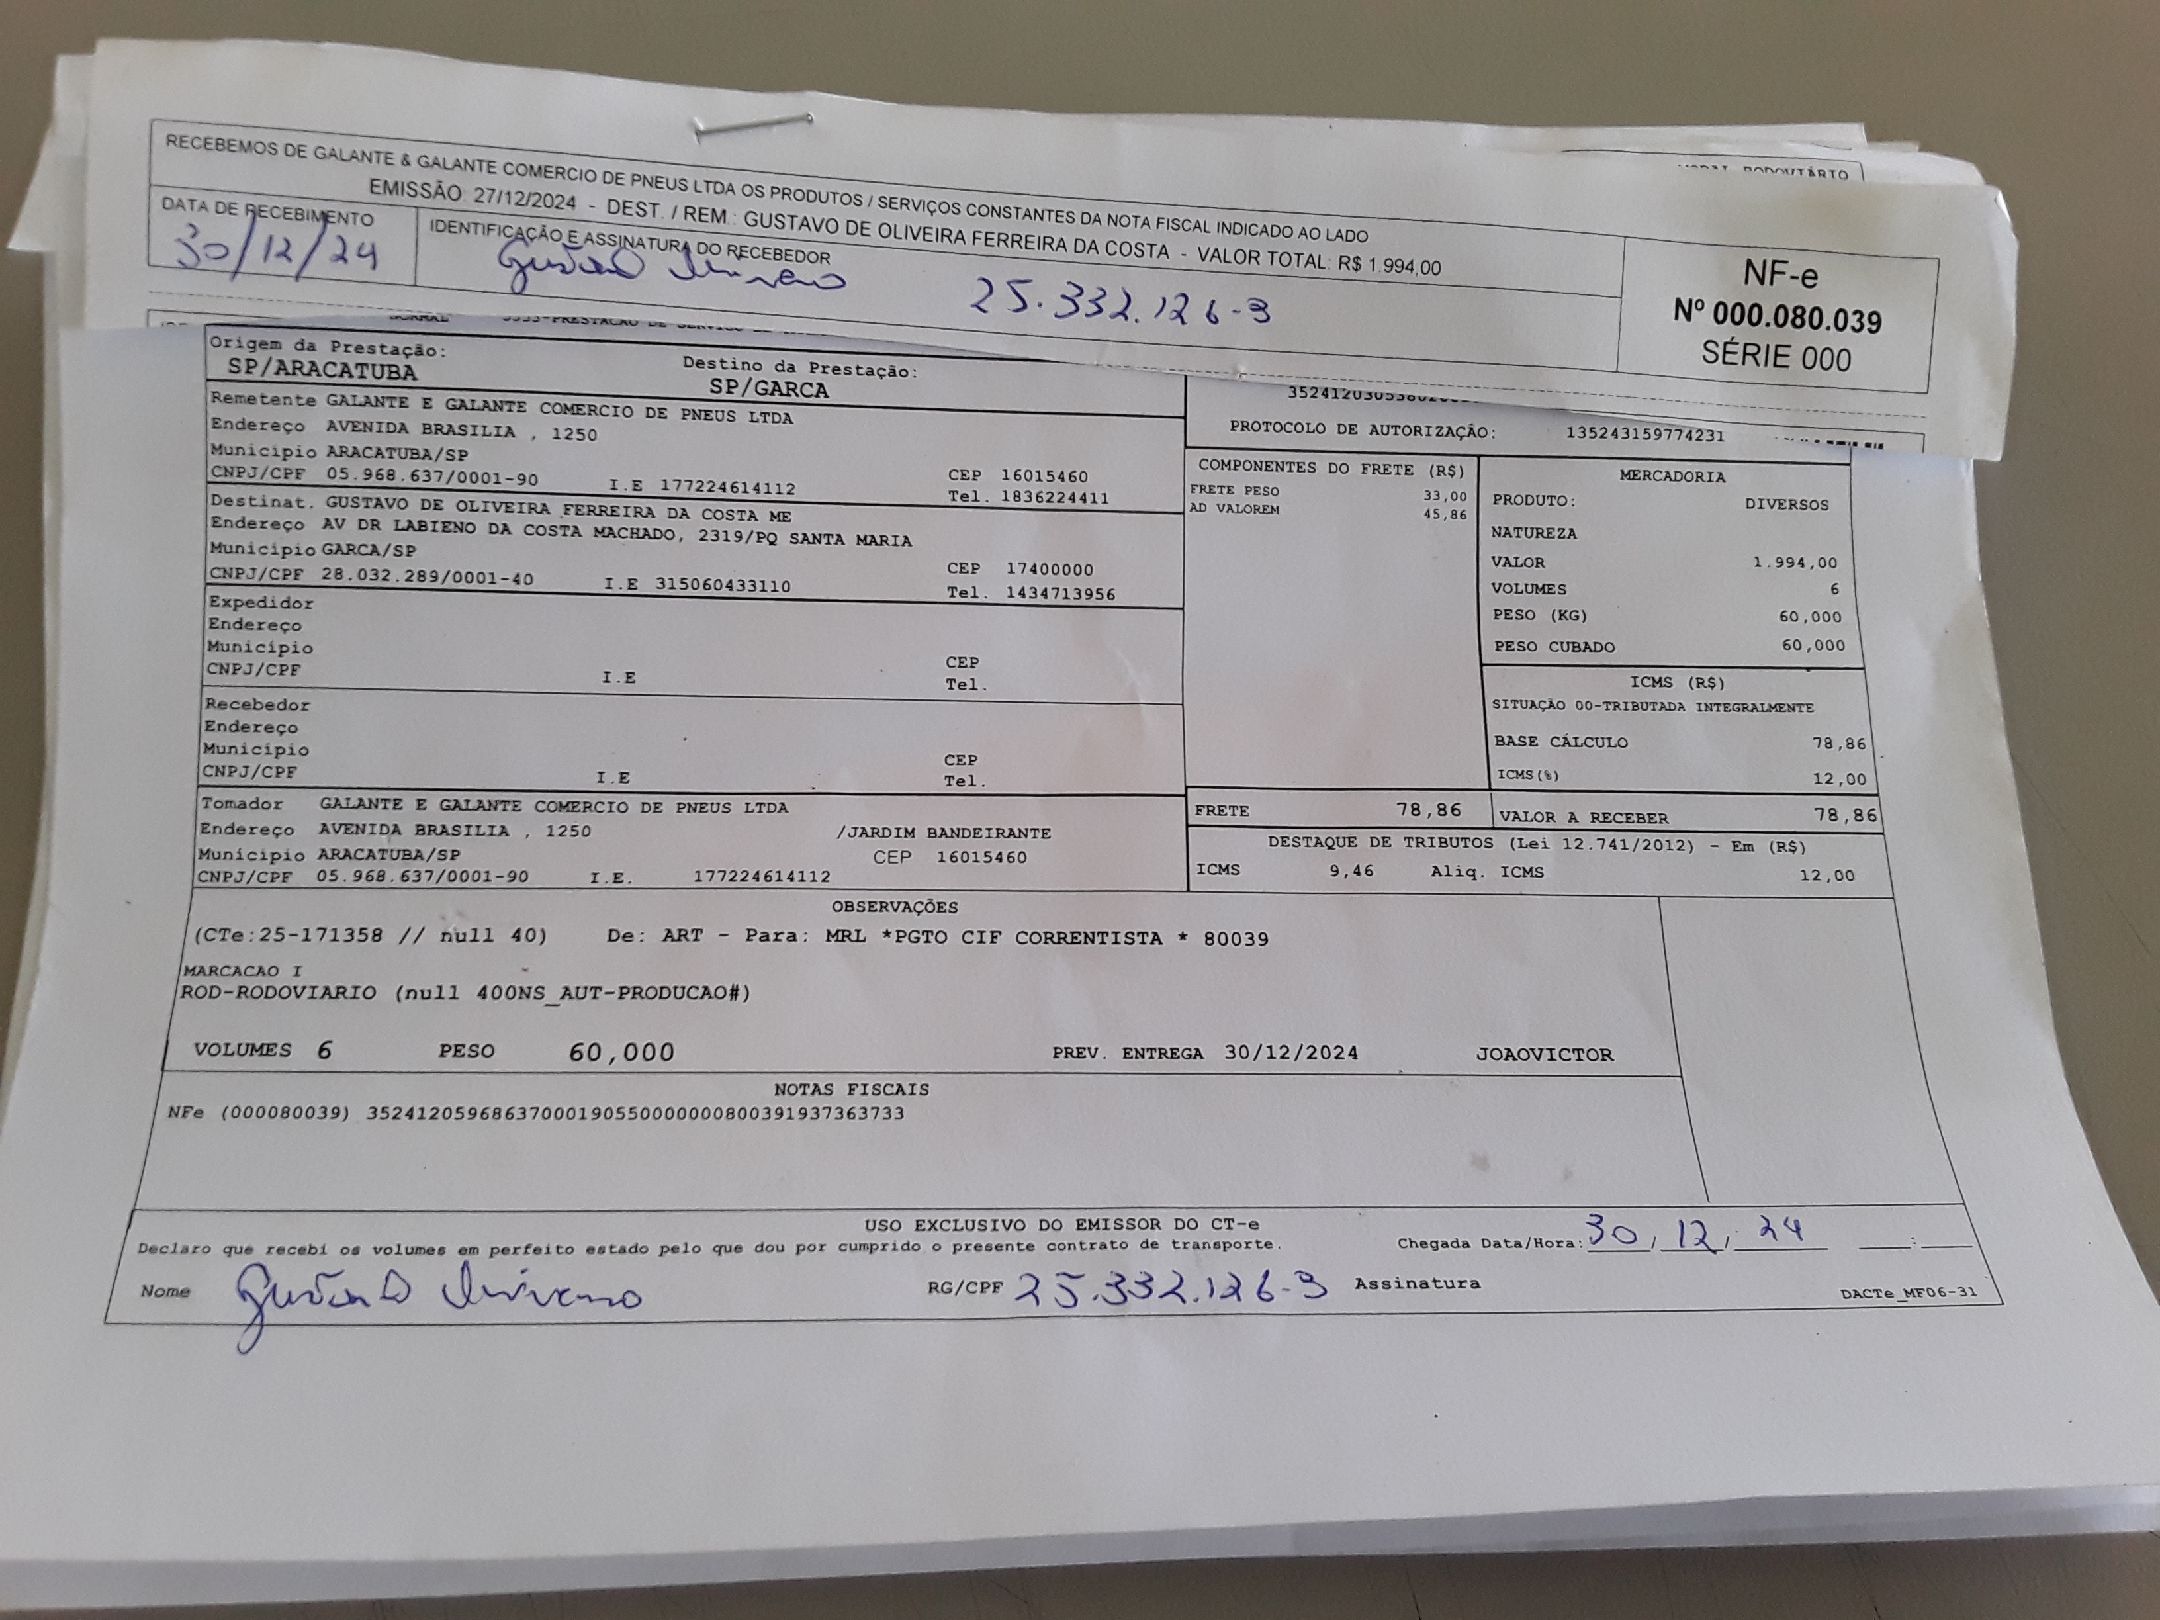 RECEBEMOS DE GALANTE & GALANTE COMERCIO DE PNEUS LTDA OS PRODUTOS / SERVIÇOS CONSTANTES DA NOTA FISCAL INDICADO AO LADO
EMISSÃO: 27/12/2024 - DEST. / REM.: GUSTAVO DE OLIVEIRA FERREIRA DA COSTA - VALOR TOTAL: R$ 1.994,00
DATA DE RECEBIMENTO
30/12/24
IDENTIFICAÇÃO E ASSINATURA DO RECEBEDOR
25.332.126-3
NF-e
Nº 000.080.039
SÉRIE 000
Origem da Prestação:
SP/ARACATUBA
Destino da Prestação:
SP/GARCA
Remetente GALANTE E GALANTE COMERCIO DE PNEUS LTDA
Endereço AVENIDA BRASILIA , 1250
Município ARACATUBA/SP
CEP 16015460
CNPJ/CPF 05.968.637/0001-90 I.E 177224614112
Tel. 1836224411
Destinat. GUSTAVO DE OLIVEIRA FERREIRA DA COSTA ME
Endereço AV DR LABIENO DA COSTA MACHADO, 2319/PQ SANTA MARIA
Município GARCA/SP
CEP 17400000
CNPJ/CPF 28.032.289/0001-40 I.E 315060433110
Tel. 1434713956
Expedidor
Endereço
Município
CEP
CNPJ/CPF I.E
Tel.
Recebedor
Endereço
Município
CEP
CNPJ/CPF I.E
Tel.
Tomador GALANTE E GALANTE COMERCIO DE PNEUS LTDA
Endereço AVENIDA BRASILIA , 1250 /JARDIM BANDEIRANTE
Município ARACATUBA/SP CEP 16015460
CNPJ/CPF 05.968.637/0001-90 I.E. 177224614112
PROTOCOLO DE AUTORIZAÇÃO: 135243159774231
COMPONENTES DO FRETE (R$)
FRETE PESO 33,00
AD VALOREM 45,86
MERCADORIA
PRODUTO: DIVERSOS
NATUREZA
VALOR 1.994,00
VOLUMES 6
PESO (KG) 60,000
PESO CUBADO 60,000
ICMS (R$)
SITUAÇÃO 00-TRIBUTADA INTEGRALMENTE
BASE CÁLCULO 78,86
ICMS(%) 12,00
FRETE 78,86
VALOR A RECEBER 78,86
DESTAQUE DE TRIBUTOS (Lei 12.741/2012) - Em (R$)
ICMS 9,46 Aliq. ICMS 12,00
OBSERVAÇÕES
(CTe:25-171358 // null 40) De: ART - Para: MRL *PGTO CIF CORRENTISTA * 80039
MARCACAO I
ROD-RODOVIARIO (null 400NS_AUT-PRODUCAO#)
VOLUMES 6 PESO 60,000 PREV. ENTREGA 30/12/2024 JOAOVICTOR
NOTAS FISCAIS
NFe (000080039) 35241205968637000190550000000800391937363733
USO EXCLUSIVO DO EMISSOR DO CT-e
Declaro que recebi os volumes em perfeito estado pelo que dou por cumprido o presente contrato de transporte.
Chegada Data/Hora: 30/12/24 :
Nome
RG/CPF 25.332.126-3 Assinatura
DACTe_MF06-31